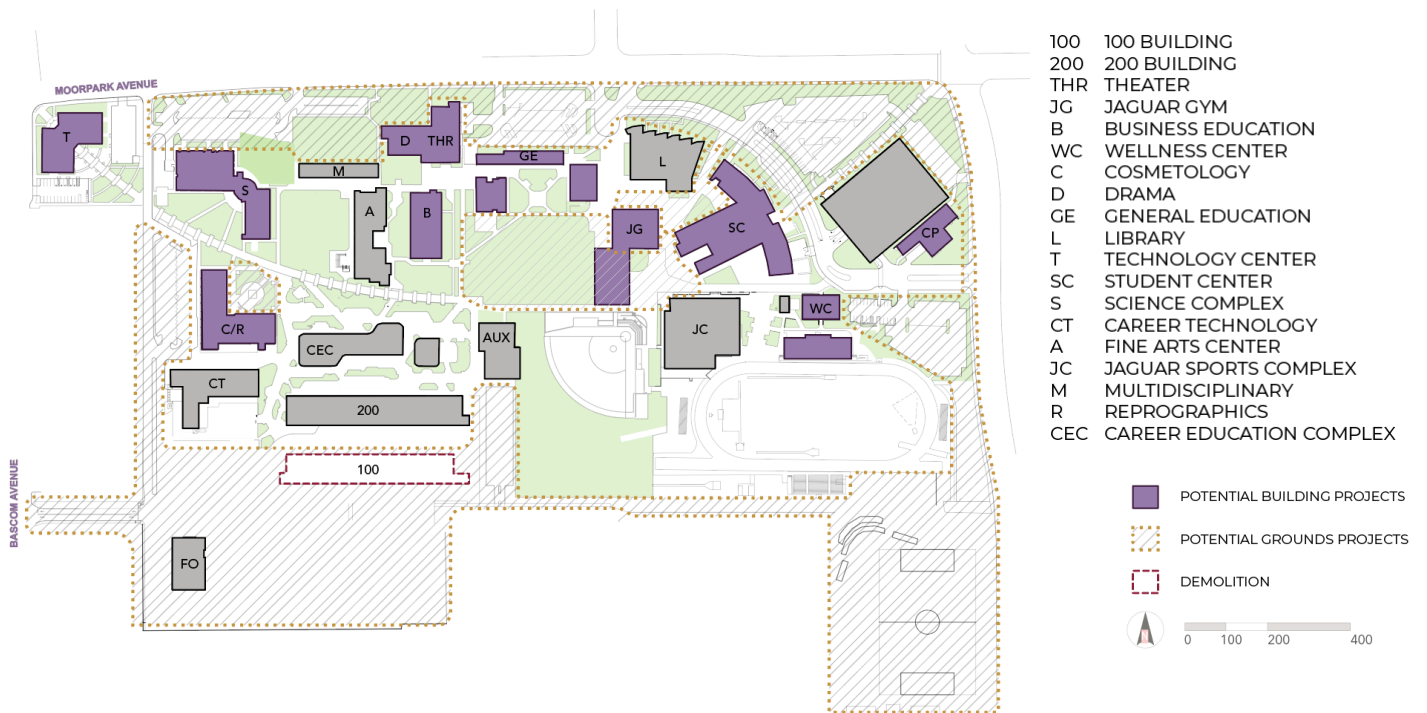 MOORPARK AVENUE
T
D
THR
GE
L
M
S
A
B
JG
SC
CP
C/R
CEC
AUX
JC
WC
CT
200
100
FO
BASCOM AVENUE
100 100 BUILDING
200 200 BUILDING
THR THEATER
JG JAGUAR GYM
B BUSINESS EDUCATION
WC WELLNESS CENTER
C COSMETOLOGY
D DRAMA
GE GENERAL EDUCATION
L LIBRARY
T TECHNOLOGY CENTER
SC STUDENT CENTER
S SCIENCE COMPLEX
CT CAREER TECHNOLOGY
A FINE ARTS CENTER
JC JAGUAR SPORTS COMPLEX
M MULTIDISCIPLINARY
R REPROGRAPHICS
CEC CAREER EDUCATION COMPLEX
POTENTIAL BUILDING PROJECTS
POTENTIAL GROUNDS PROJECTS
DEMOLITION
N
0 100 200 400